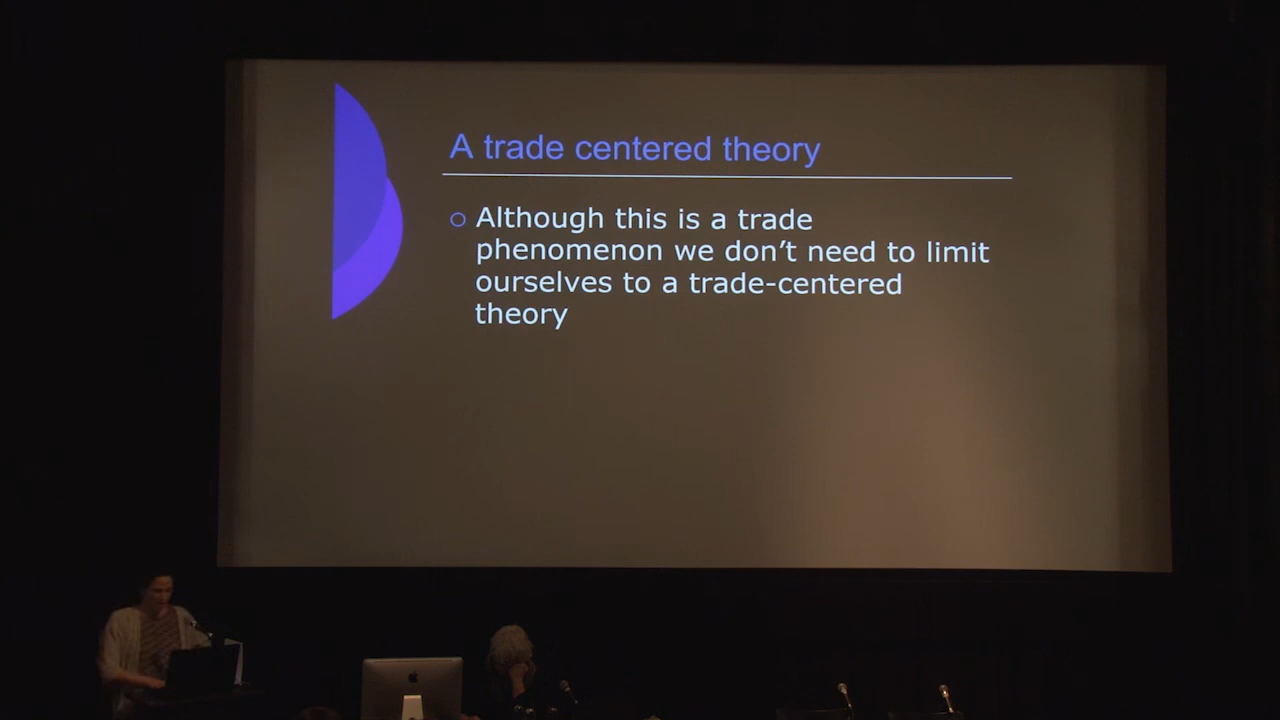 A trade centered theory
Although this is a trade
phenomenon we don't need to limit
ourselves to a trade-centered
theory